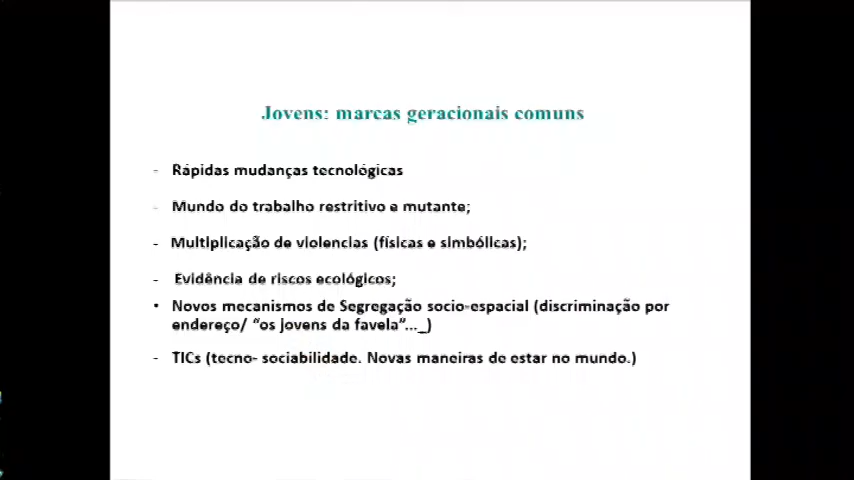 Jovens: marcas geracionais comuns
- Rápidas mudanças tecnológicas
- Mundo do trabalho restritivo e mutante;
- Multiplicação de violencias (físicas e simbólicas);
- Evidência de riscos ecológicos;
• Novos mecanismos de Segregação socio-espacial (discriminação por
endereço/ “os jovens da favela”..._)
- TICs (tecno- sociabilidade. Novas maneiras de estar no mundo.)